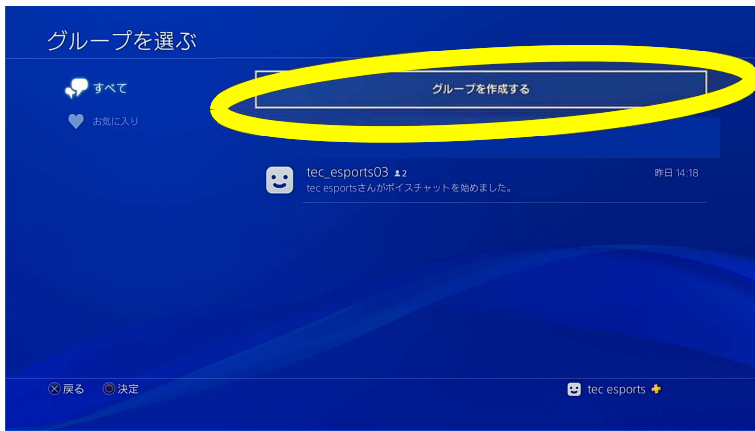 グループを選ぶ
すべて
お気に入り
グループを作成する
tec_esports03 2
昨日 14:18
tec esportsさんがボイスチャットを始めました。
戻る 決定
tec esports